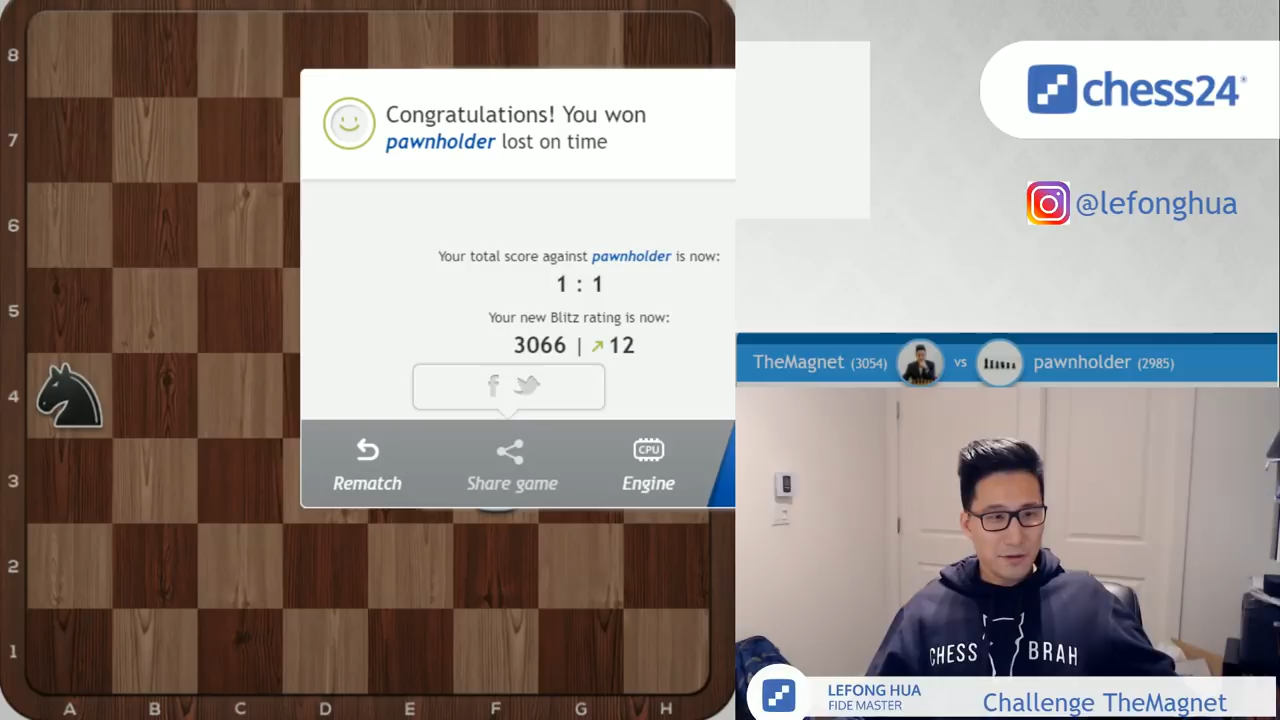 8
7
6
5
4
3
2
1
A B C D E F G H
Congratulations! You won
pawnholder lost on time
Your total score against pawnholder is now:
1 : 1
Your new Blitz rating is now:
3066 | 12
f
Rematch
Share game
CPU
Engine
chess24
@lefonghua
TheMagnet (3054) vs pawnholder (2985)
CHESS BRAH
LEFONG HUA
FIDE MASTER
Challenge TheMagnet